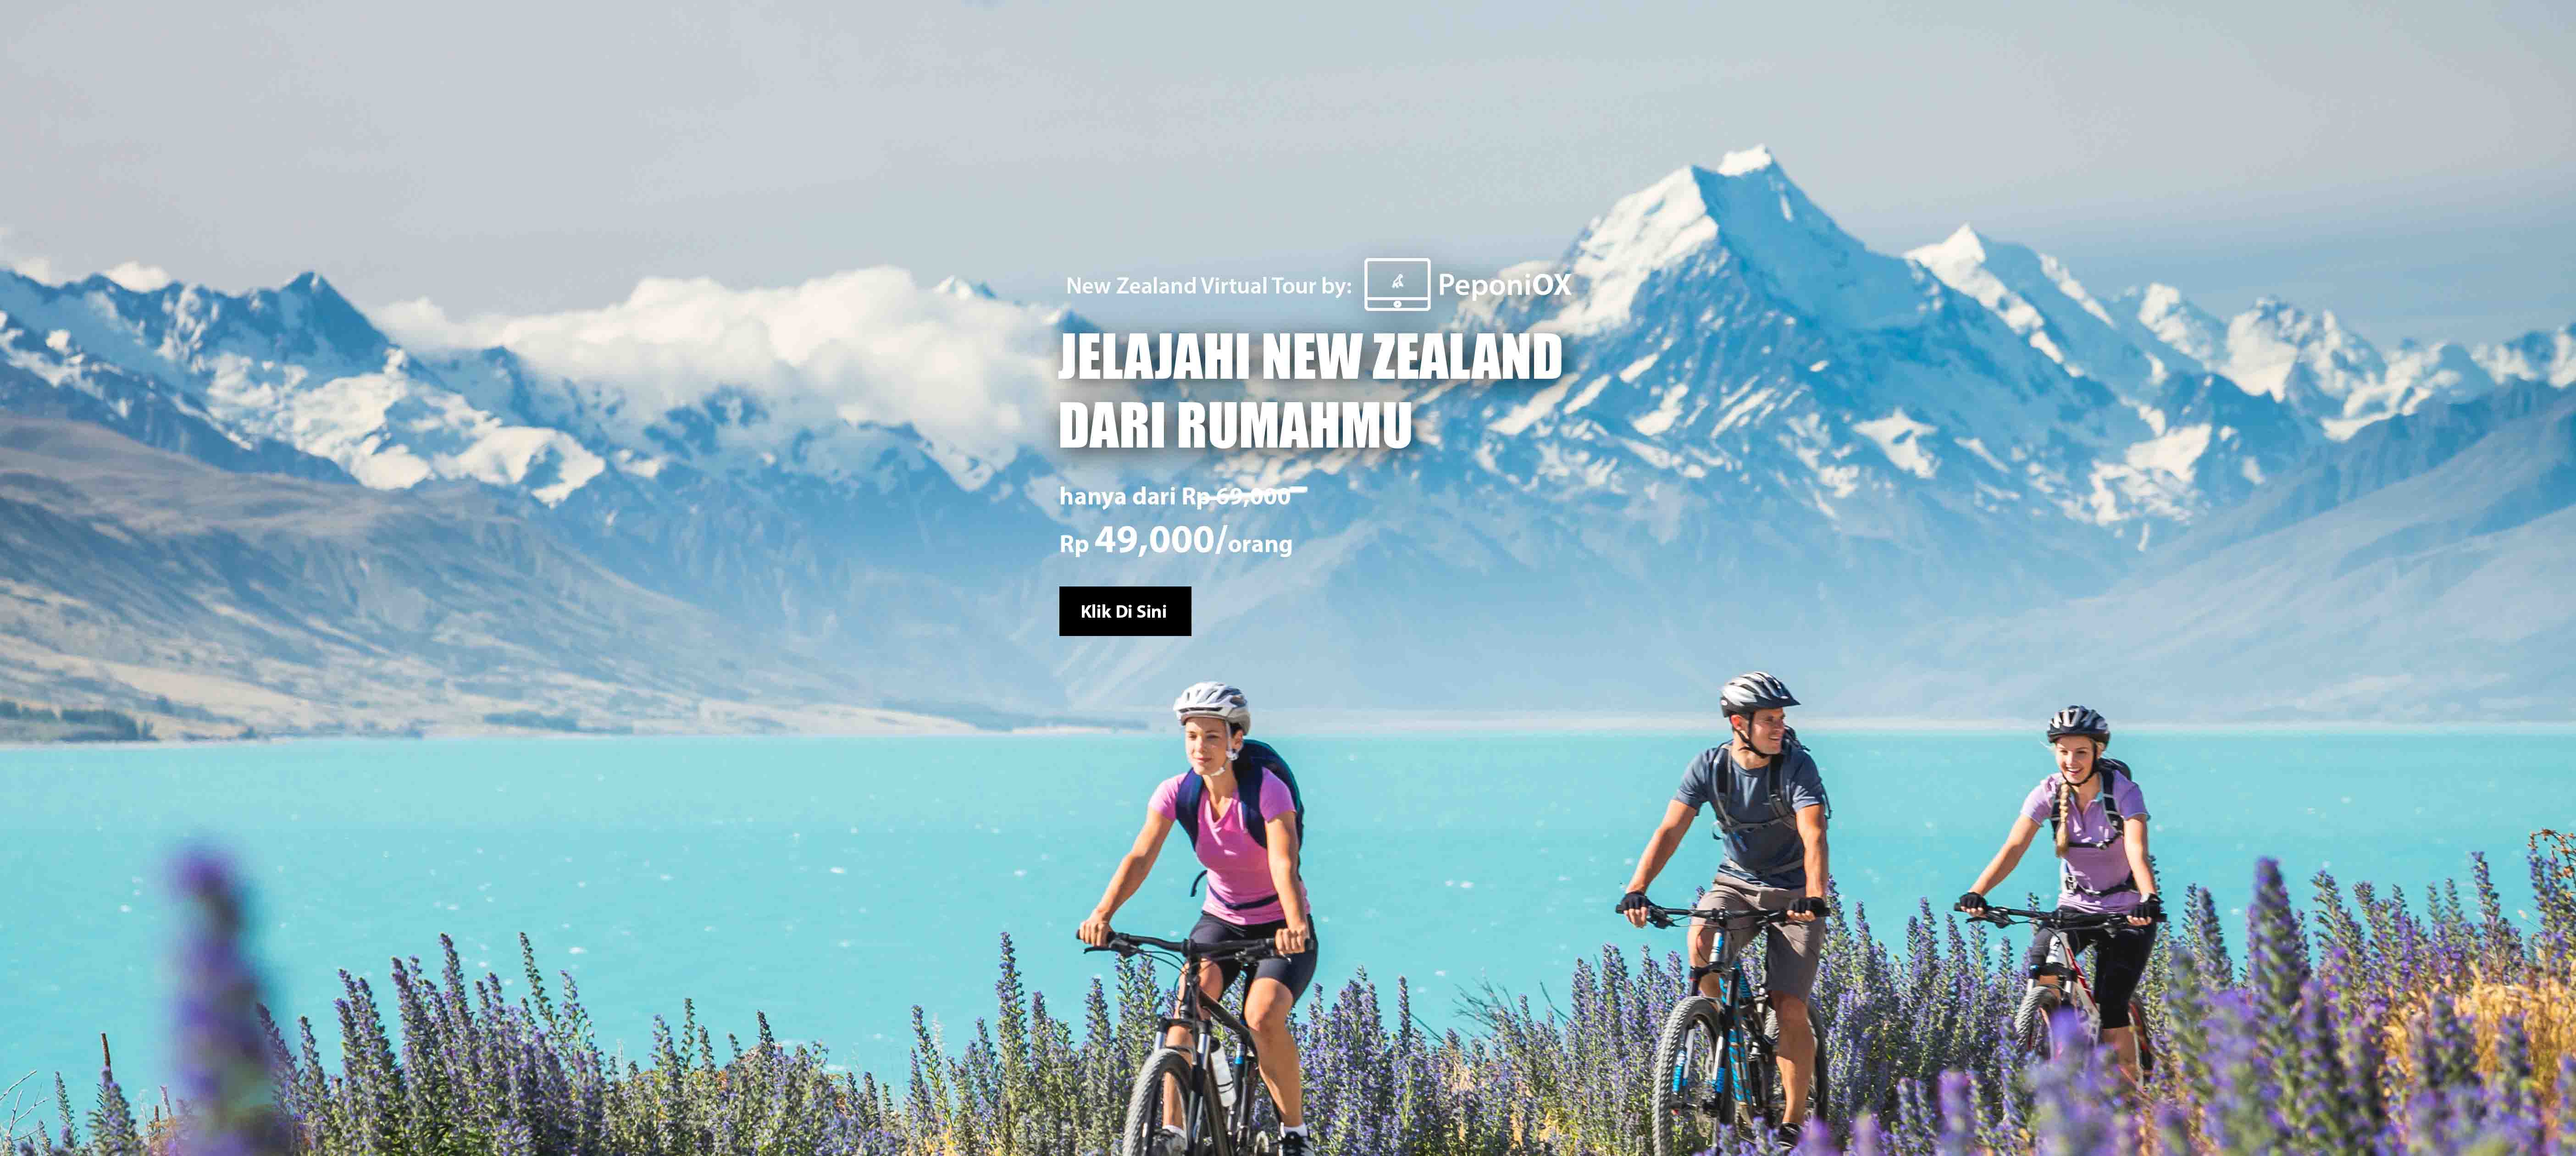 New Zealand Virtual Tour by: PeponiOX
JELAJAHI NEW ZEALAND
DARI RUMAHMU
hanya dari Rp 69,000
Rp 49,000/orang
Klik Di Sini